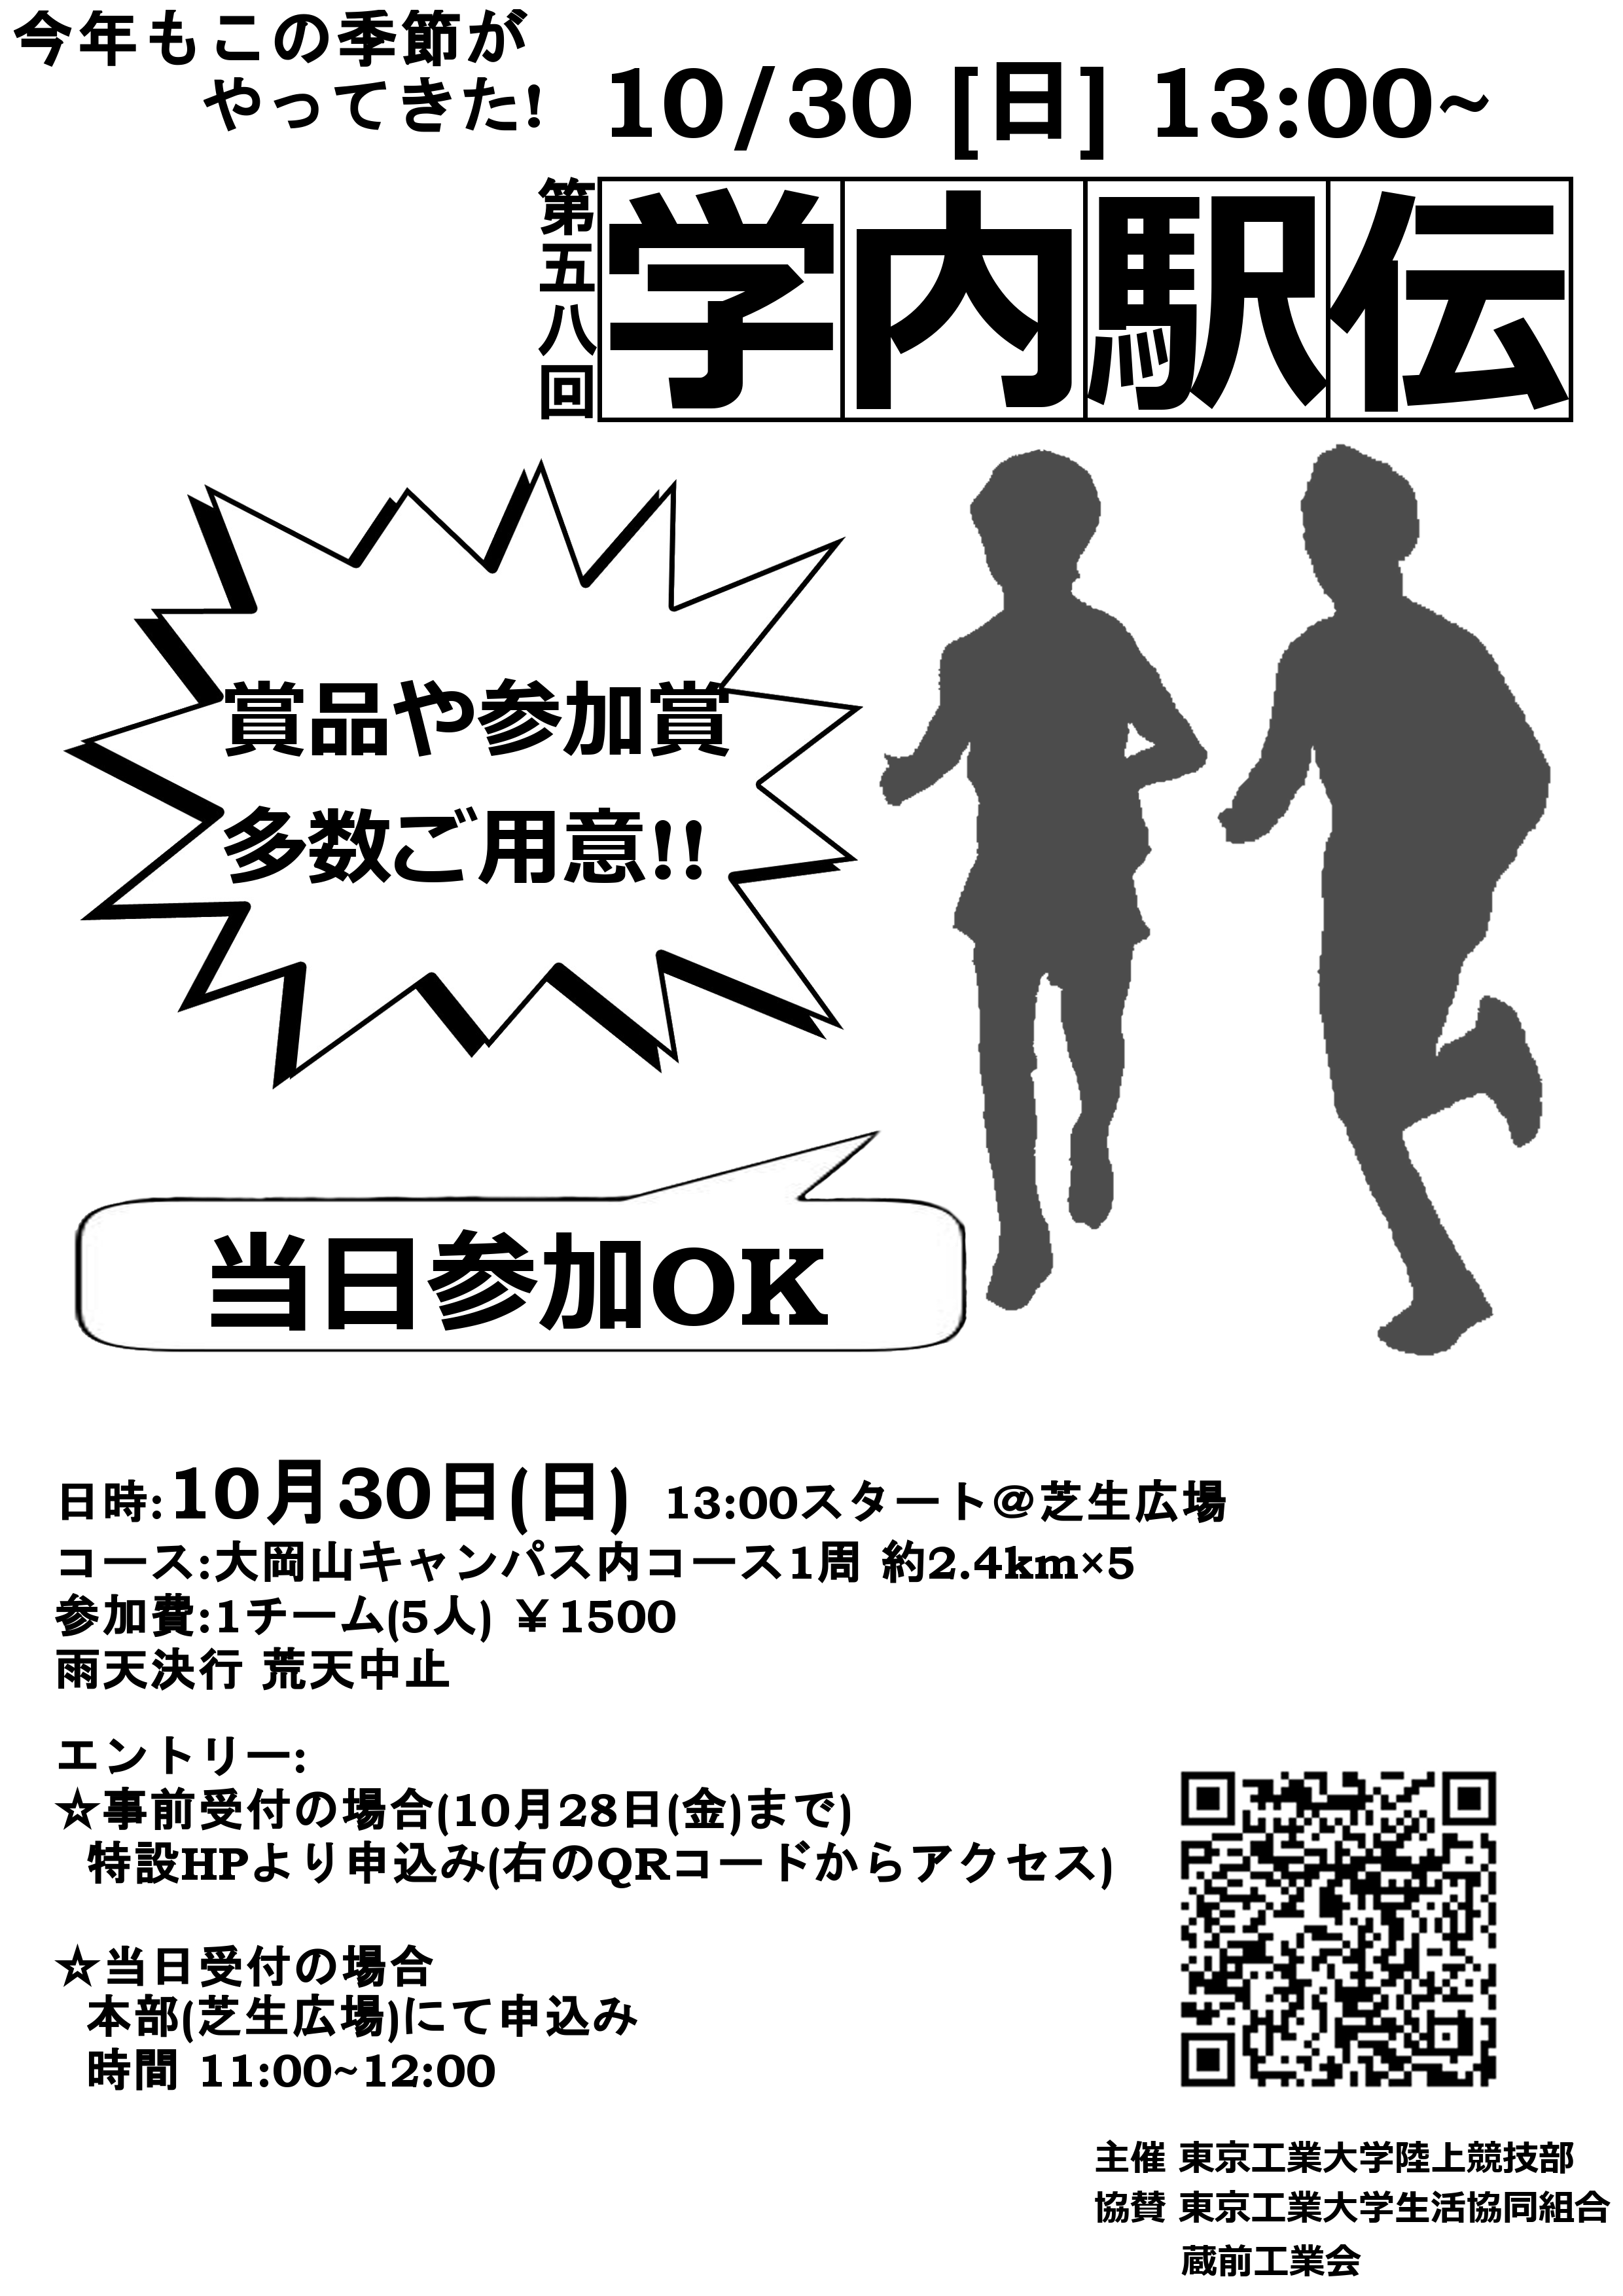 今年もこの季節が
やってきた!
10/30 [日] 13:00~
第五八回
学内駅伝
賞品や参加賞
多数ご用意!!
当日参加OK
日時:10月30日(日) 13:00スタート@芝生広場
コース:大岡山キャンパス内コース1周 約2.4km×5
参加費:1チーム(5人) ￥1500
雨天決行 荒天中止
エントリー:
☆事前受付の場合(10月28日(金)まで)
特設HPより申込み(右のQRコードからアクセス)
☆当日受付の場合
本部(芝生広場)にて申込み
時間 11:00~12:00
主催 東京工業大学陸上競技部
協賛 東京工業大学生活協同組合
蔵前工業会